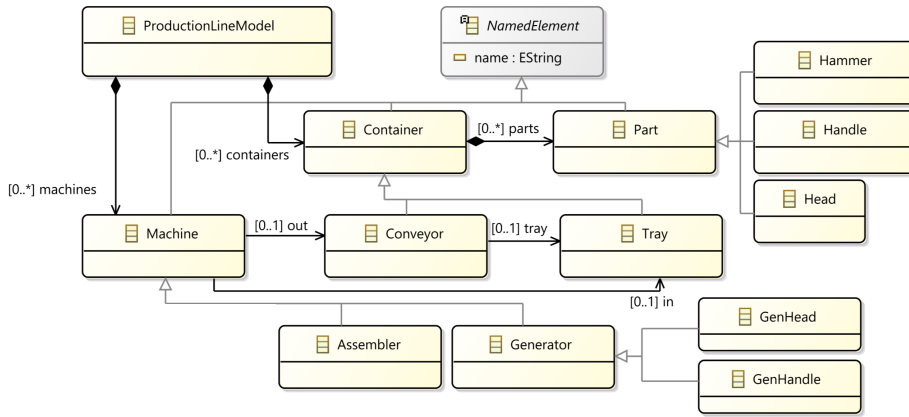 ProductionLineModel
NamedElement
name : EString
Hammer
Container
[0..*] parts
Part
Handle
[0..*] containers
[0..*] machines
Head
Machine
[0..1] out
Conveyor
[0..1] tray
Tray
[0..1] in
Assembler
Generator
GenHead
GenHandle